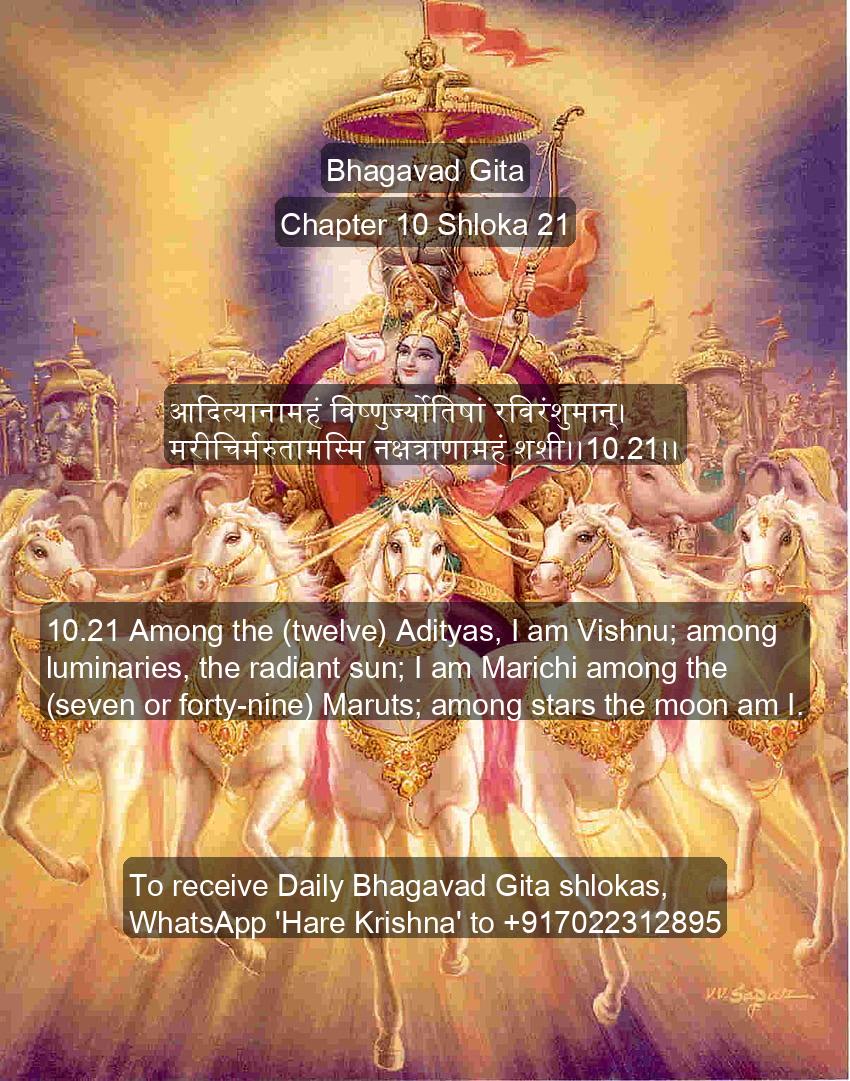 Bhagavad Gita
Chapter 10 Shloka 21
आदित्यानामहं विष्णुर्ज्योतिषां रविरंशुमान्।
मरीचिर्मरुतामस्मि नक्षत्राणामहं शशी।।10.21।।
10.21 Among the (twelve) Adityas, I am Vishnu; among
luminaries, the radiant sun; I am Marichi among the
(seven or forty-nine) Maruts; among stars the moon am I.
To receive Daily Bhagavad Gita shlokas,
WhatsApp 'Hare Krishna' to +917022312895
V.V. Sapar